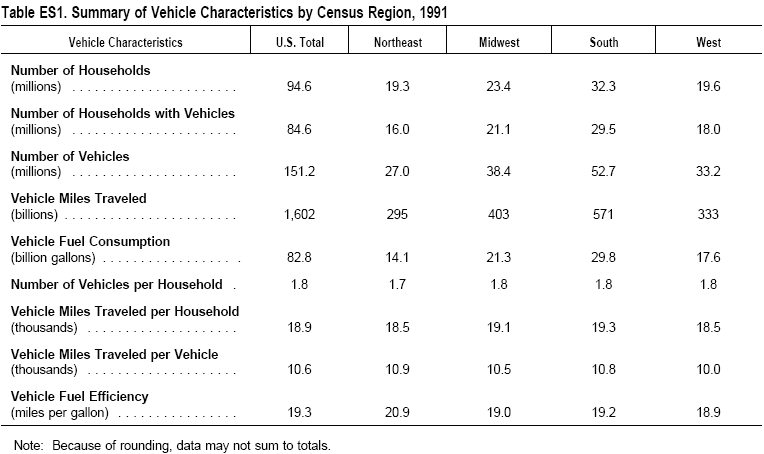 Table ES1. Summary of Vehicle Characteristics by Census Region, 1991
Vehicle Characteristics U.S. Total Northeast Midwest South West
Number of Households
(millions) . . . . . . . . . . . . . . . . . . . . . . 94.6 19.3 23.4 32.3 19.6
Number of Households with Vehicles
(millions) . . . . . . . . . . . . . . . . . . . . . . 84.6 16.0 21.1 29.5 18.0
Number of Vehicles
(millions) . . . . . . . . . . . . . . . . . . . . . . 151.2 27.0 38.4 52.7 33.2
Vehicle Miles Traveled
(billions) . . . . . . . . . . . . . . . . . . . . . . . 1,602 295 403 571 333
Vehicle Fuel Consumption
(billion gallons) . . . . . . . . . . . . . . . . . . 82.8 14.1 21.3 29.8 17.6
Number of Vehicles per Household . 1.8 1.7 1.8 1.8 1.8
Vehicle Miles Traveled per Household
(thousands) . . . . . . . . . . . . . . . . . . . . 18.9 18.5 19.1 19.3 18.5
Vehicle Miles Traveled per Vehicle
(thousands) . . . . . . . . . . . . . . . . . . . . 10.6 10.9 10.5 10.8 10.0
Vehicle Fuel Efficiency
(miles per gallon) . . . . . . . . . . . . . . . . 19.3 20.9 19.0 19.2 18.9
Note: Because of rounding, data may not sum to totals.